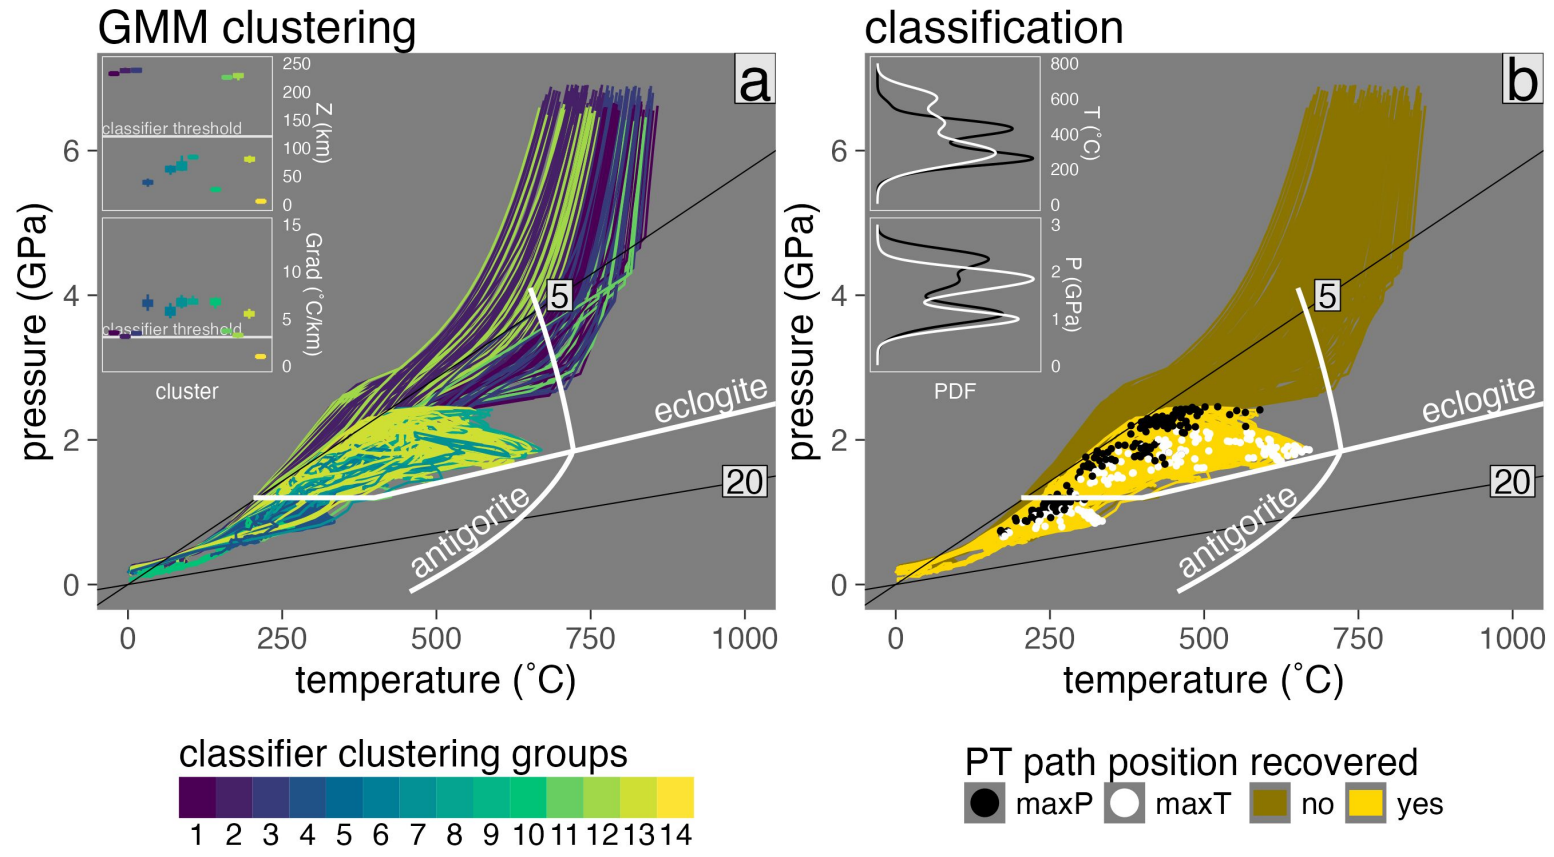 GMM clustering
a
250
200
150
100
50
0
Z (km)
classifier threshold
15
10
5
0
Grad (˚C/km)
classifier threshold
cluster
5
20
eclogite
antigorite
6
4
2
0
pressure (GPa)
0
250
500
750
1000
temperature (˚C)
classification
b
800
600
400
200
0
T (˚C)
3
2
1
0
P (GPa)
PDF
5
20
eclogite
antigorite
6
4
2
0
pressure (GPa)
0
250
500
750
1000
temperature (˚C)
classifier clustering groups
1 2 3 4 5 6 7 8 9 10 11 12 13 14
PT path position recovered
maxP maxT no yes